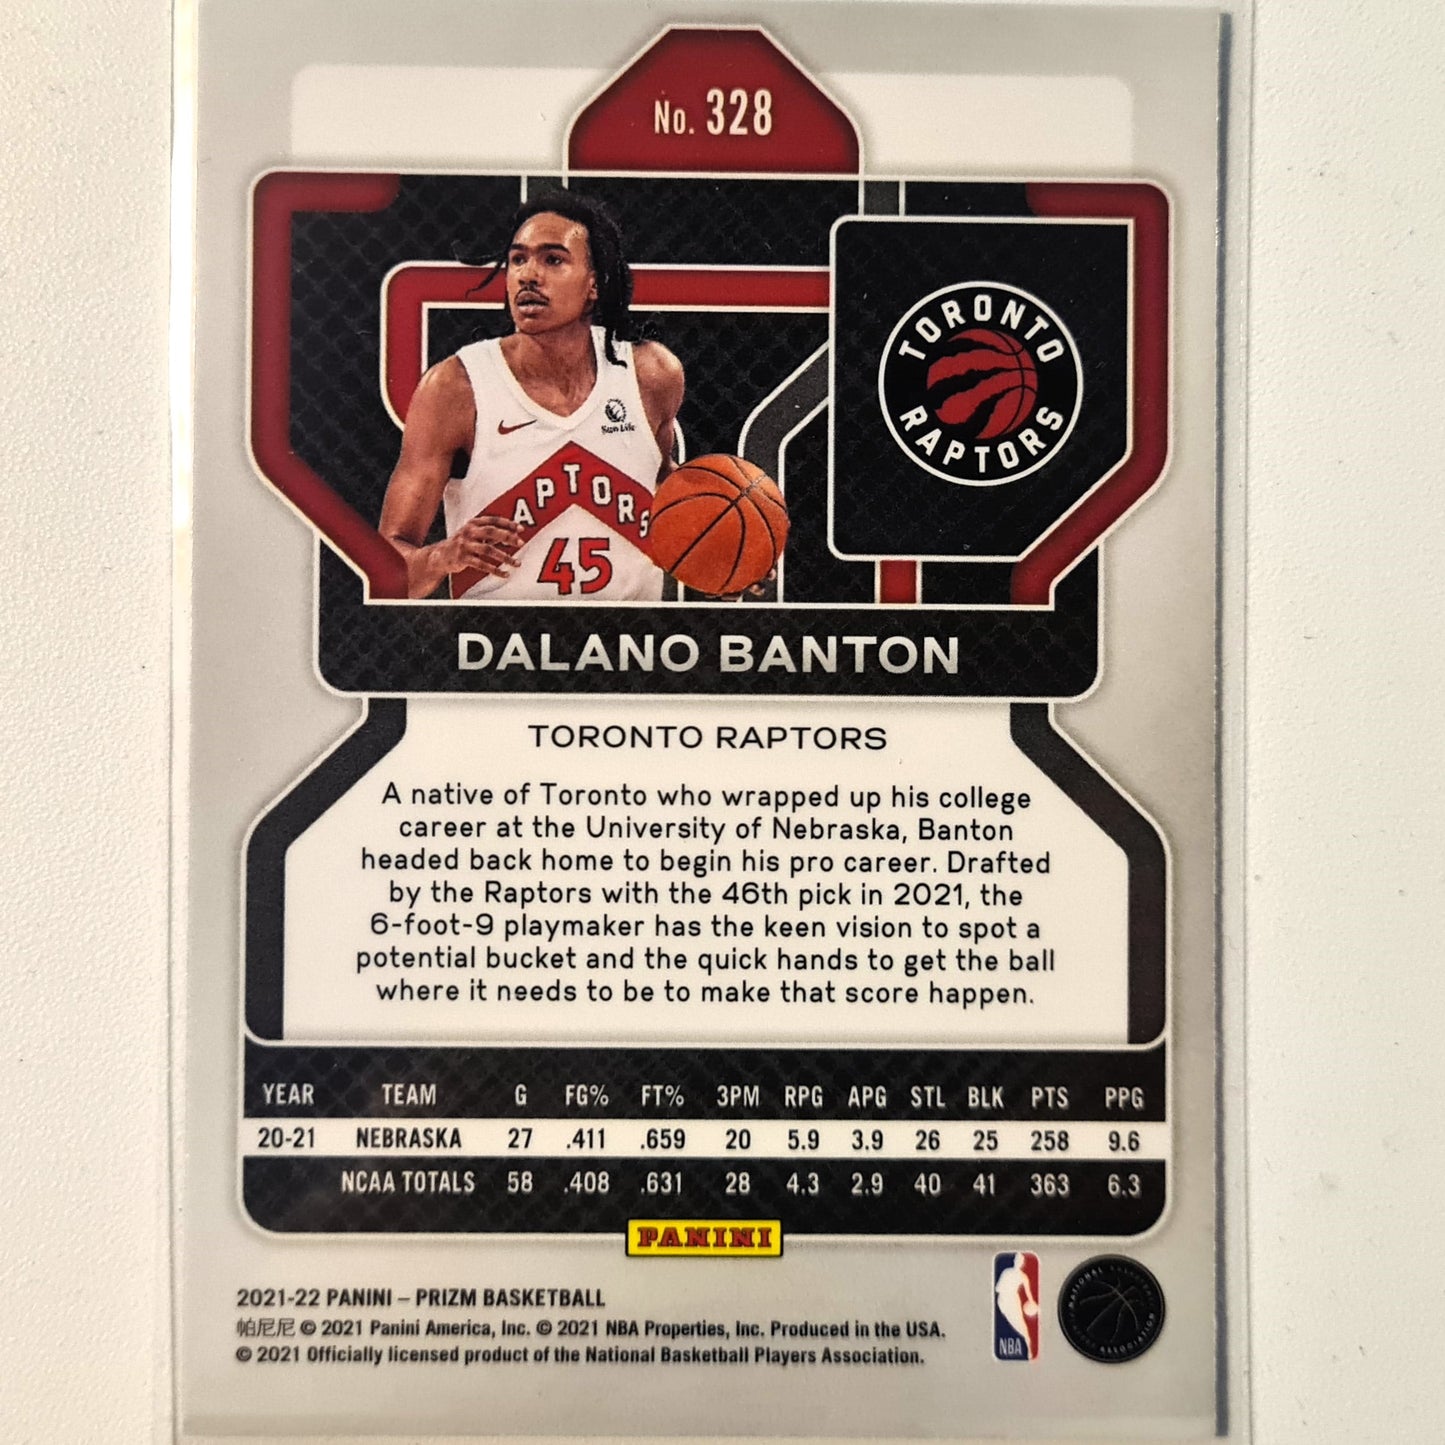 No. 328
TORONTO
RAPTORS
Sun Life
RAPTORS
45
DALANO BANTON
TORONTO RAPTORS
A native of Toronto who wrapped up his college
career at the University of Nebraska, Banton
headed back home to begin his pro career. Drafted
by the Raptors with the 46th pick in 2021, the
6-foot-9 playmaker has the keen vision to spot a
potential bucket and the quick hands to get the ball
where it needs to be to make that score happen.
YEAR TEAM G FG% FT% 3PM RPG APG STL BLK PTS PPG
20-21 NEBRASKA 27 .411 .659 20 5.9 3.9 26 25 258 9.6
NCAA TOTALS 58 .408 .631 28 4.3 2.9 40 41 363 6.3
PANINI
2021-22 PANINI – PRIZM BASKETBALL
帕尼尼 © 2021 Panini America, Inc. © 2021 NBA Properties, Inc. Produced in the USA.
© 2021 Officially licensed product of the National Basketball Players Association.
NBA
NATIONAL BASKETBALL
PLAYERS ASSOCIATION